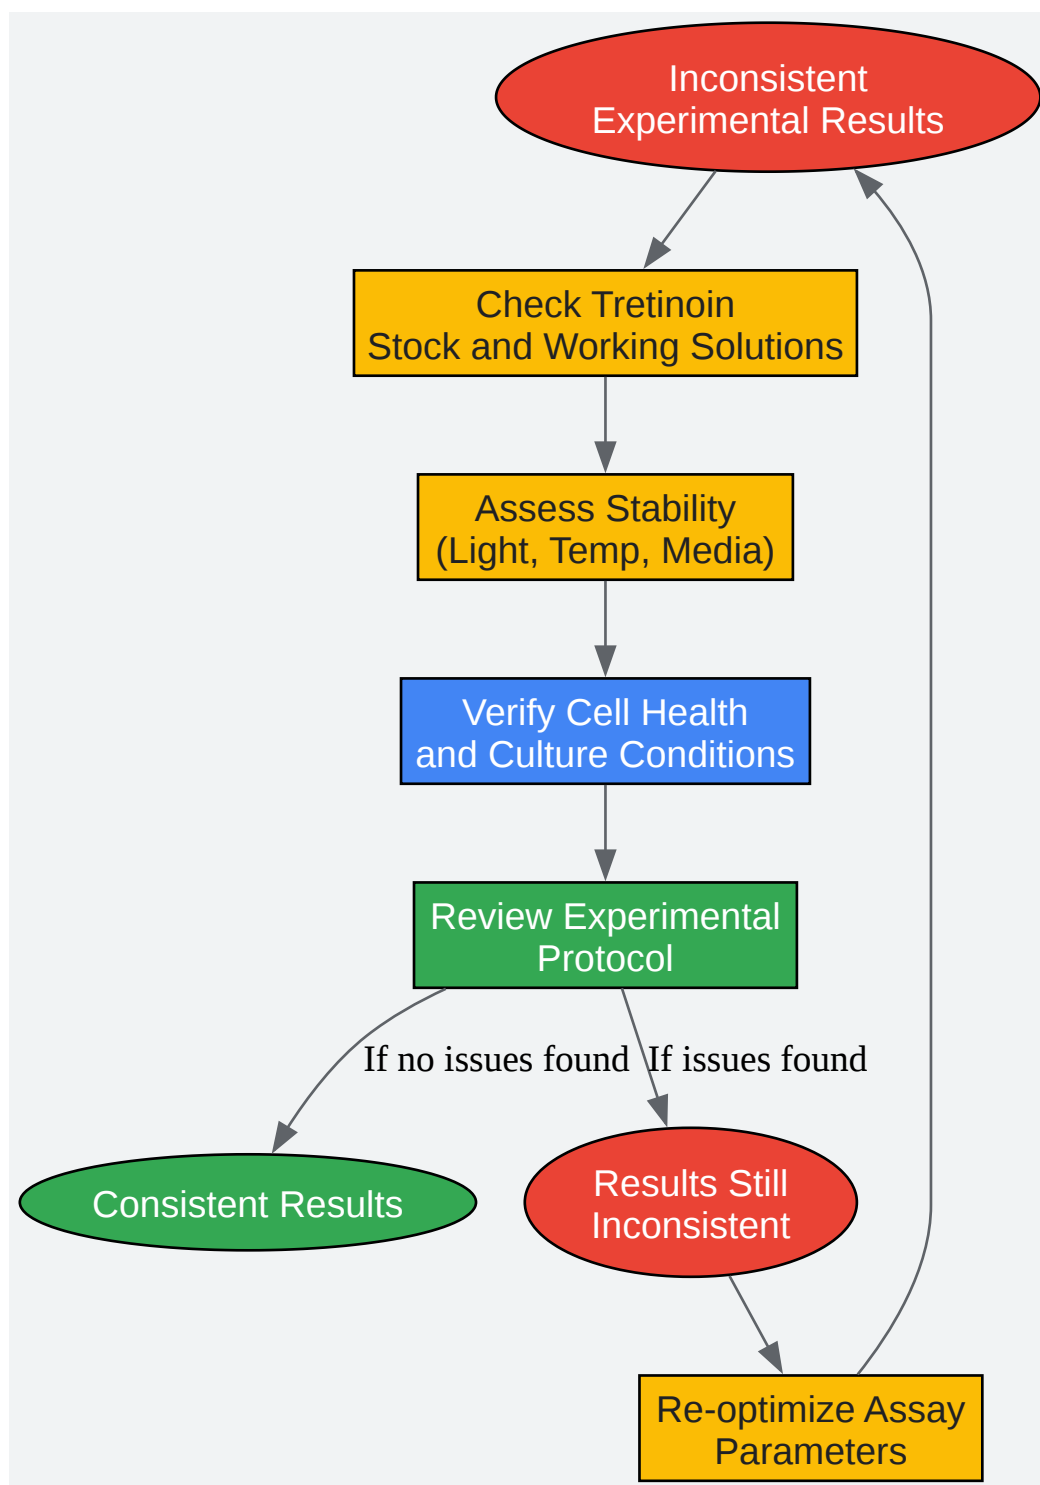 Inconsistent
Experimental Results
Check Tretinoin
Stock and Working Solutions
Assess Stability
(Light, Temp, Media)
Verify Cell Health
and Culture Conditions
Review Experimental
Protocol
If no issues found
If issues found
Consistent Results
Results Still
Inconsistent
Re-optimize Assay
Parameters